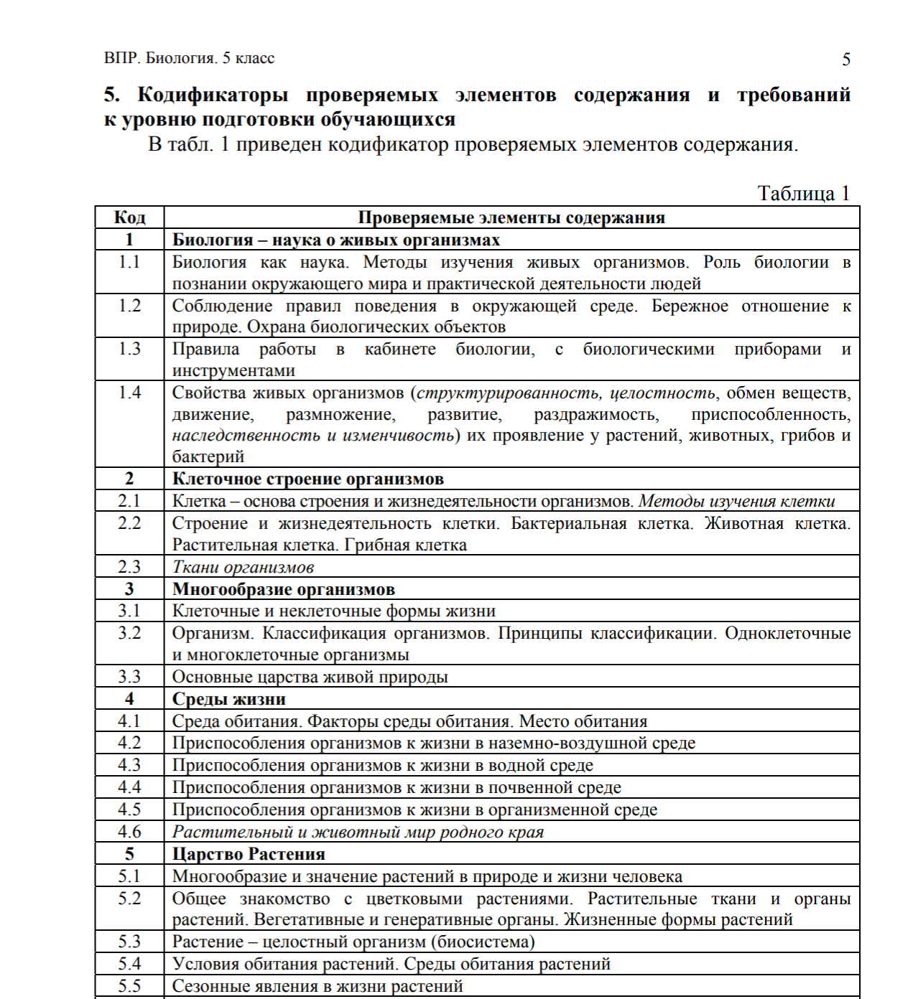 ВПР. Биология. 5 класс 5
5. Кодификаторы проверяемых элементов содержания и требований
к уровню подготовки обучающихся
В табл. 1 приведен кодификатор проверяемых элементов содержания.
Таблица 1
Код Проверяемые элементы содержания
1 Биология – наука о живых организмах
1.1 Биология как наука. Методы изучения живых организмов. Роль биологии в
познании окружающего мира и практической деятельности людей
1.2 Соблюдение правил поведения в окружающей среде. Бережное отношение к
природе. Охрана биологических объектов
1.3 Правила работы в кабинете биологии, с биологическими приборами и
инструментами
1.4 Свойства живых организмов (структурированность, целостность, обмен веществ,
движение, размножение, развитие, раздражимость, приспособленность,
наследственность и изменчивость) их проявление у растений, животных, грибов и
бактерий
2 Клеточное строение организмов
2.1 Клетка – основа строения и жизнедеятельности организмов. Методы изучения клетки
2.2 Строение и жизнедеятельность клетки. Бактериальная клетка. Животная клетка.
Растительная клетка. Грибная клетка
2.3 Ткани организмов
3 Многообразие организмов
3.1 Клеточные и неклеточные формы жизни
3.2 Организм. Классификация организмов. Принципы классификации. Одноклеточные
и многоклеточные организмы
3.3 Основные царства живой природы
4 Среды жизни
4.1 Среда обитания. Факторы среды обитания. Место обитания
4.2 Приспособления организмов к жизни в наземно-воздушной среде
4.3 Приспособления организмов к жизни в водной среде
4.4 Приспособления организмов к жизни в почвенной среде
4.5 Приспособления организмов к жизни в организменной среде
4.6 Растительный и животный мир родного края
5 Царство Растения
5.1 Многообразие и значение растений в природе и жизни человека
5.2 Общее знакомство с цветковыми растениями. Растительные ткани и органы
растений. Вегетативные и генеративные органы. Жизненные формы растений
5.3 Растение – целостный организм (биосистема)
5.4 Условия обитания растений. Среды обитания растений
5.5 Сезонные явления в жизни растений